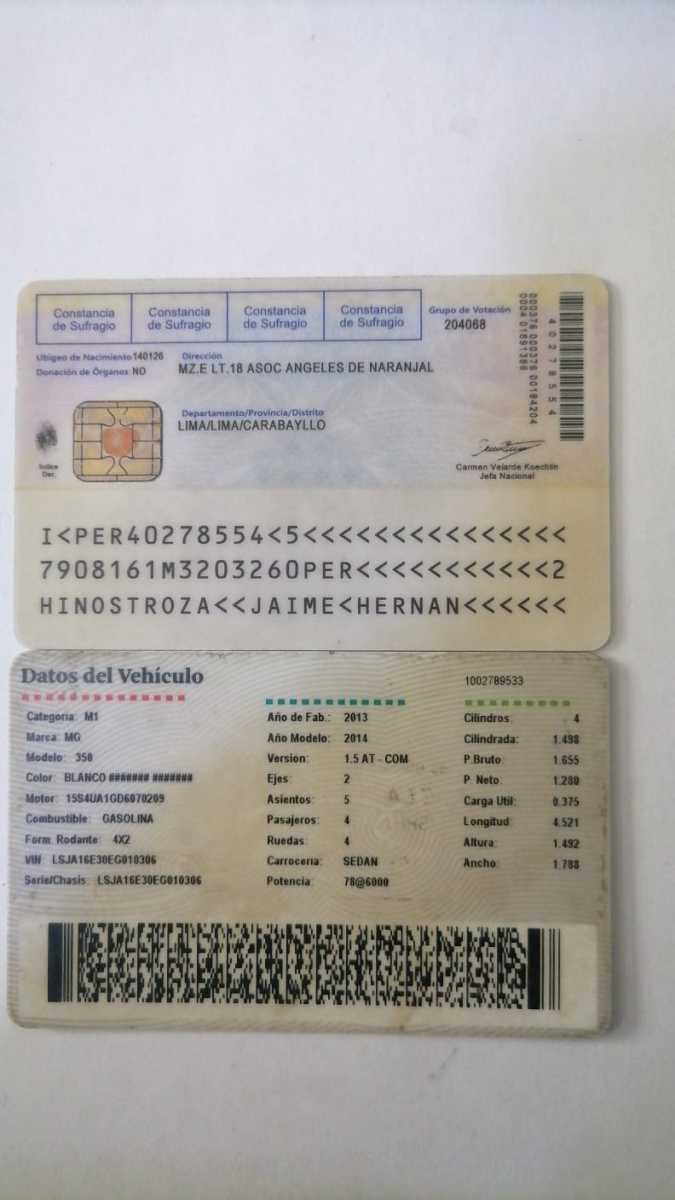 Constancia de Sufragio
Constancia de Sufragio
Constancia de Sufragio
Constancia de Sufragio
Grupo de Votación
204068
Ubigeo de Nacimiento 140126
Donación de Órganos NO
Dirección
MZ.E LT.18 ASOC ANGELES DE NARANJAL
Departamento/Provincia/Distrito
LIMA/LIMA/CARABAYLLO
Indice Der.
Carmen Velarde Koechlin
Jefa Nacional
40278554
I<PER40278554<5<<<<<<<<<<<<<<<
7908161M3203260PER<<<<<<<<<<<2
HINOSTROZA<<JAIME<HERNAN<<<<<<
Datos del Vehículo
1002789533
Categoria: M1
Marca: MG
Modelo: 350
Color: BLANCO ####### #######
Motor: 15S4UA1GD6070209
Combustible: GASOLINA
Form. Rodante: 4X2
VIN: LSJA16E30EG010306
Serie/Chasis: LSJA16E30EG010306
Año de Fab.: 2013
Año Modelo: 2014
Version: 1.5 AT - COM
Ejes: 2
Asientos: 5
Pasajeros: 4
Ruedas: 4
Carroceria: SEDAN
Potencia: 78@6000
Cilindros: 4
Cilindrada: 1.498
P.Bruto: 1.655
P. Neto: 1.280
Carga Util: 0.375
Longitud: 4.521
Altura: 1.492
Ancho: 1.788